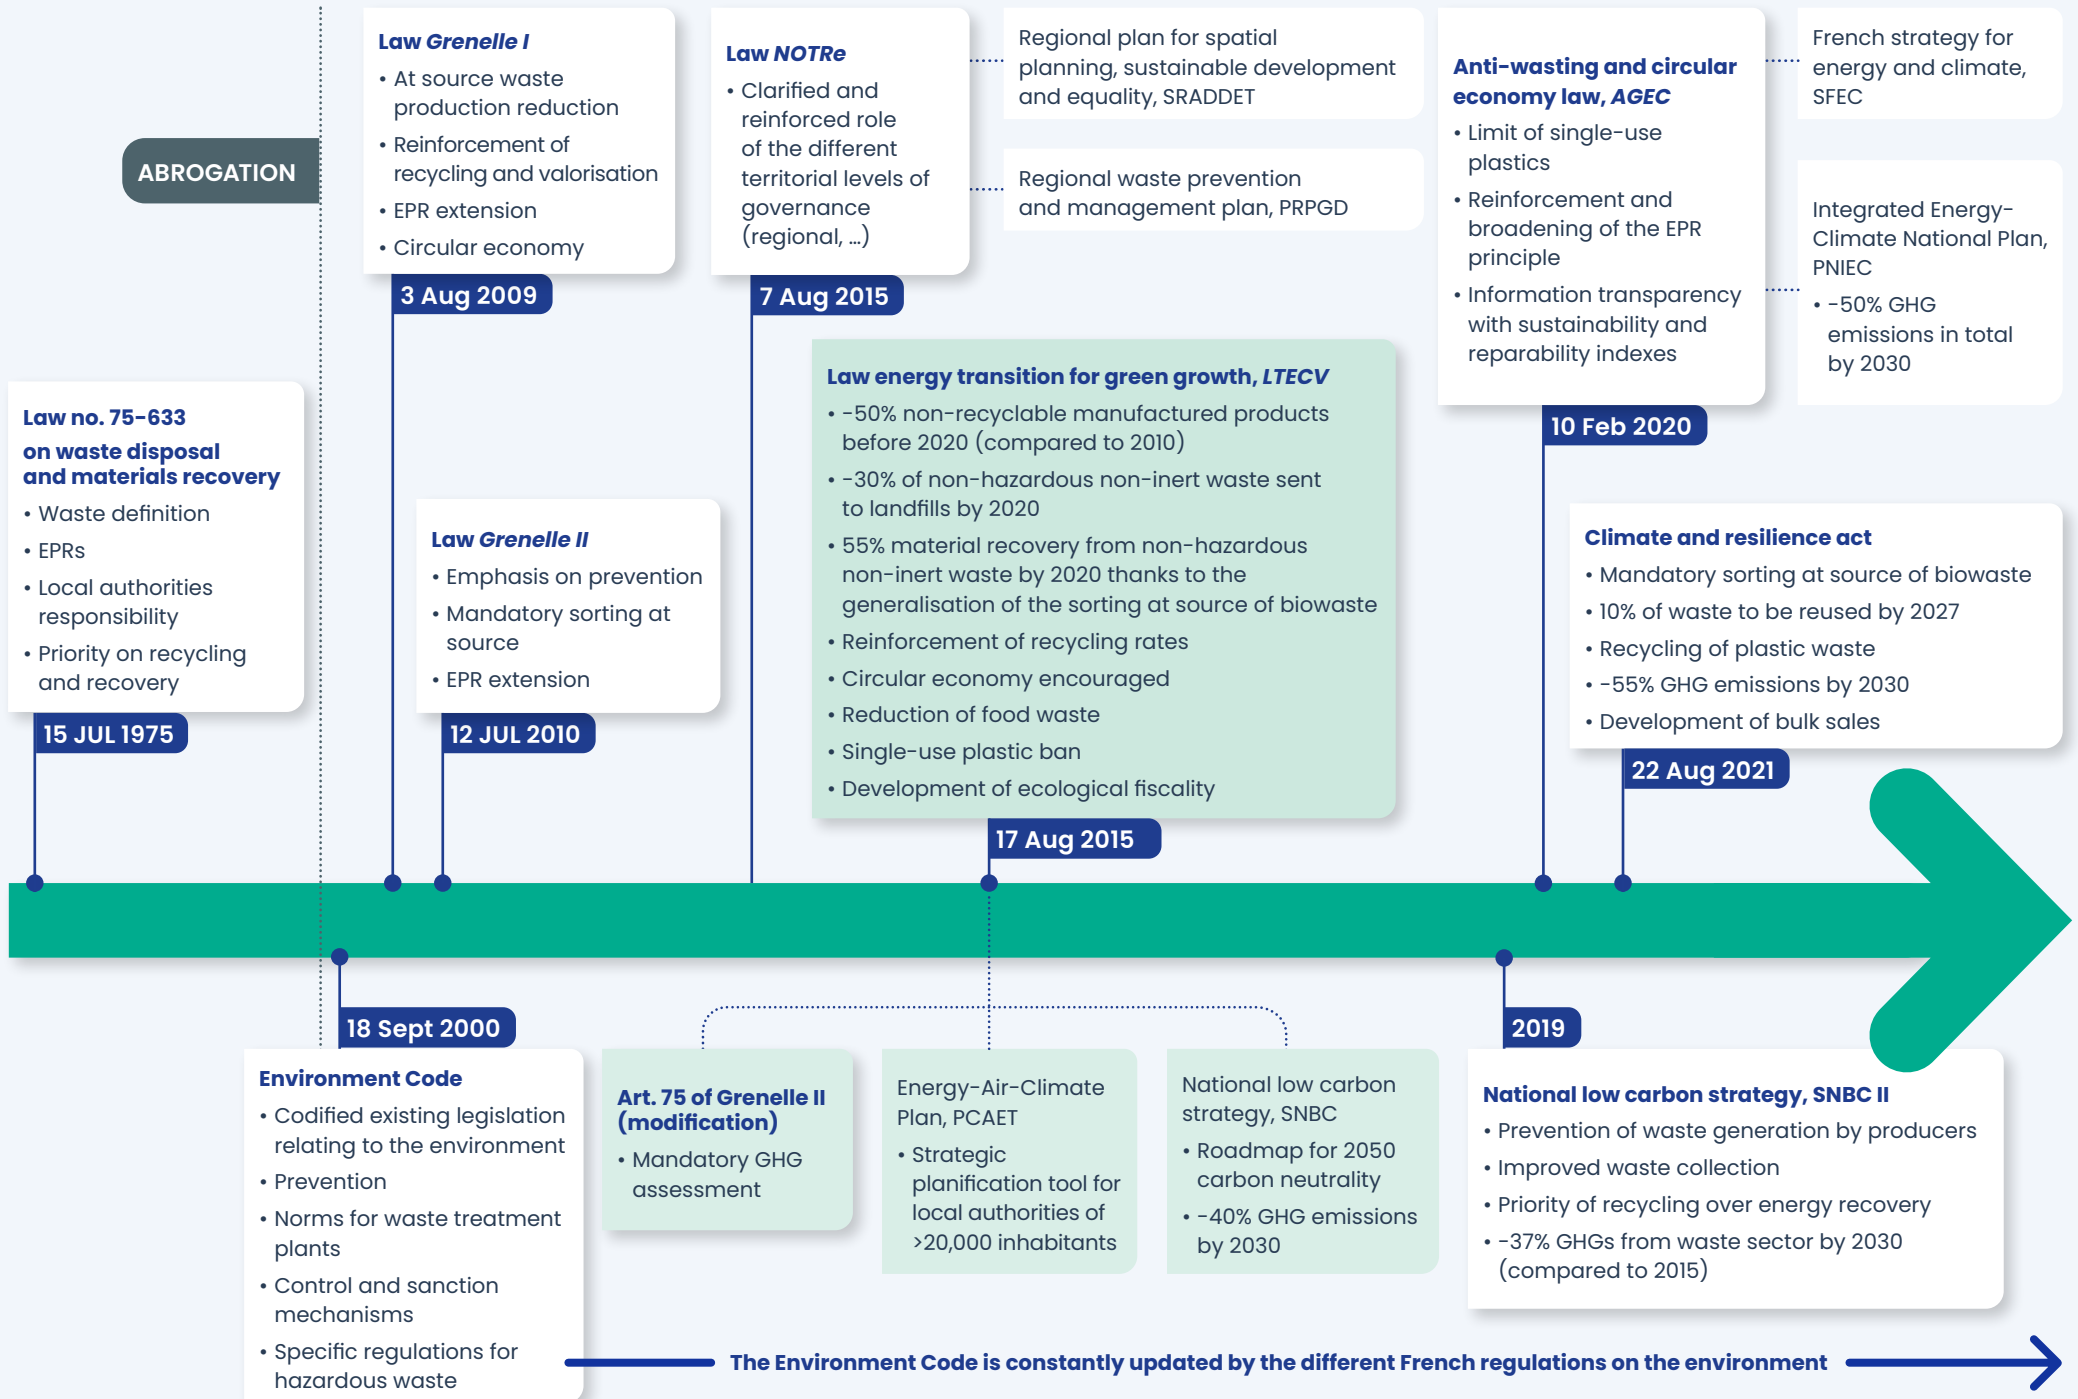 ABROGATION
Law no. 75-633
on waste disposal
and materials recovery
• Waste definition
• EPRs
• Local authorities
responsibility
• Priority on recycling
and recovery
15 JUL 1975
Law Grenelle I
• At source waste
production reduction
• Reinforcement of
recycling and valorisation
• EPR extension
• Circular economy
3 Aug 2009
Law Grenelle II
• Emphasis on prevention
• Mandatory sorting at
source
• EPR extension
12 JUL 2010
Law NOTRe
• Clarified and
reinforced role
of the different
territorial levels of
governance
(regional, …)
7 Aug 2015
Regional plan for spatial
planning, sustainable development
and equality, SRADDET
Regional waste prevention
and management plan, PRPGD
Law energy transition for green growth, LTECV
• -50% non-recyclable manufactured products
before 2020 (compared to 2010)
• -30% of non-hazardous non-inert waste sent
to landfills by 2020
• 55% material recovery from non-hazardous
non-inert waste by 2020 thanks to the
generalisation of the sorting at source of biowaste
• Reinforcement of recycling rates
• Circular economy encouraged
• Reduction of food waste
• Single-use plastic ban
• Development of ecological fiscality
17 Aug 2015
Anti-wasting and circular
economy law, AGEC
• Limit of single-use
plastics
• Reinforcement and
broadening of the EPR
principle
• Information transparency
with sustainability and
reparability indexes
10 Feb 2020
French strategy for
energy and climate,
SFEC
Integrated Energy-
Climate National Plan,
PNIEC
• -50% GHG
emissions in total
by 2030
Climate and resilience act
• Mandatory sorting at source of biowaste
• 10% of waste to be reused by 2027
• Recycling of plastic waste
• -55% GHG emissions by 2030
• Development of bulk sales
22 Aug 2021
18 Sept 2000
Environment Code
• Codified existing legislation
relating to the environment
• Prevention
• Norms for waste treatment
plants
• Control and sanction
mechanisms
• Specific regulations for
hazardous waste
Art. 75 of Grenelle II
(modification)
• Mandatory GHG
assessment
Energy-Air-Climate
Plan, PCAET
• Strategic
planification tool for
local authorities of
>20,000 inhabitants
National low carbon
strategy, SNBC
• Roadmap for 2050
carbon neutrality
• -40% GHG emissions
by 2030
2019
National low carbon strategy, SNBC II
• Prevention of waste generation by producers
• Improved waste collection
• Priority of recycling over energy recovery
• -37% GHGs from waste sector by 2030
(compared to 2015)
The Environment Code is constantly updated by the different French regulations on the environment